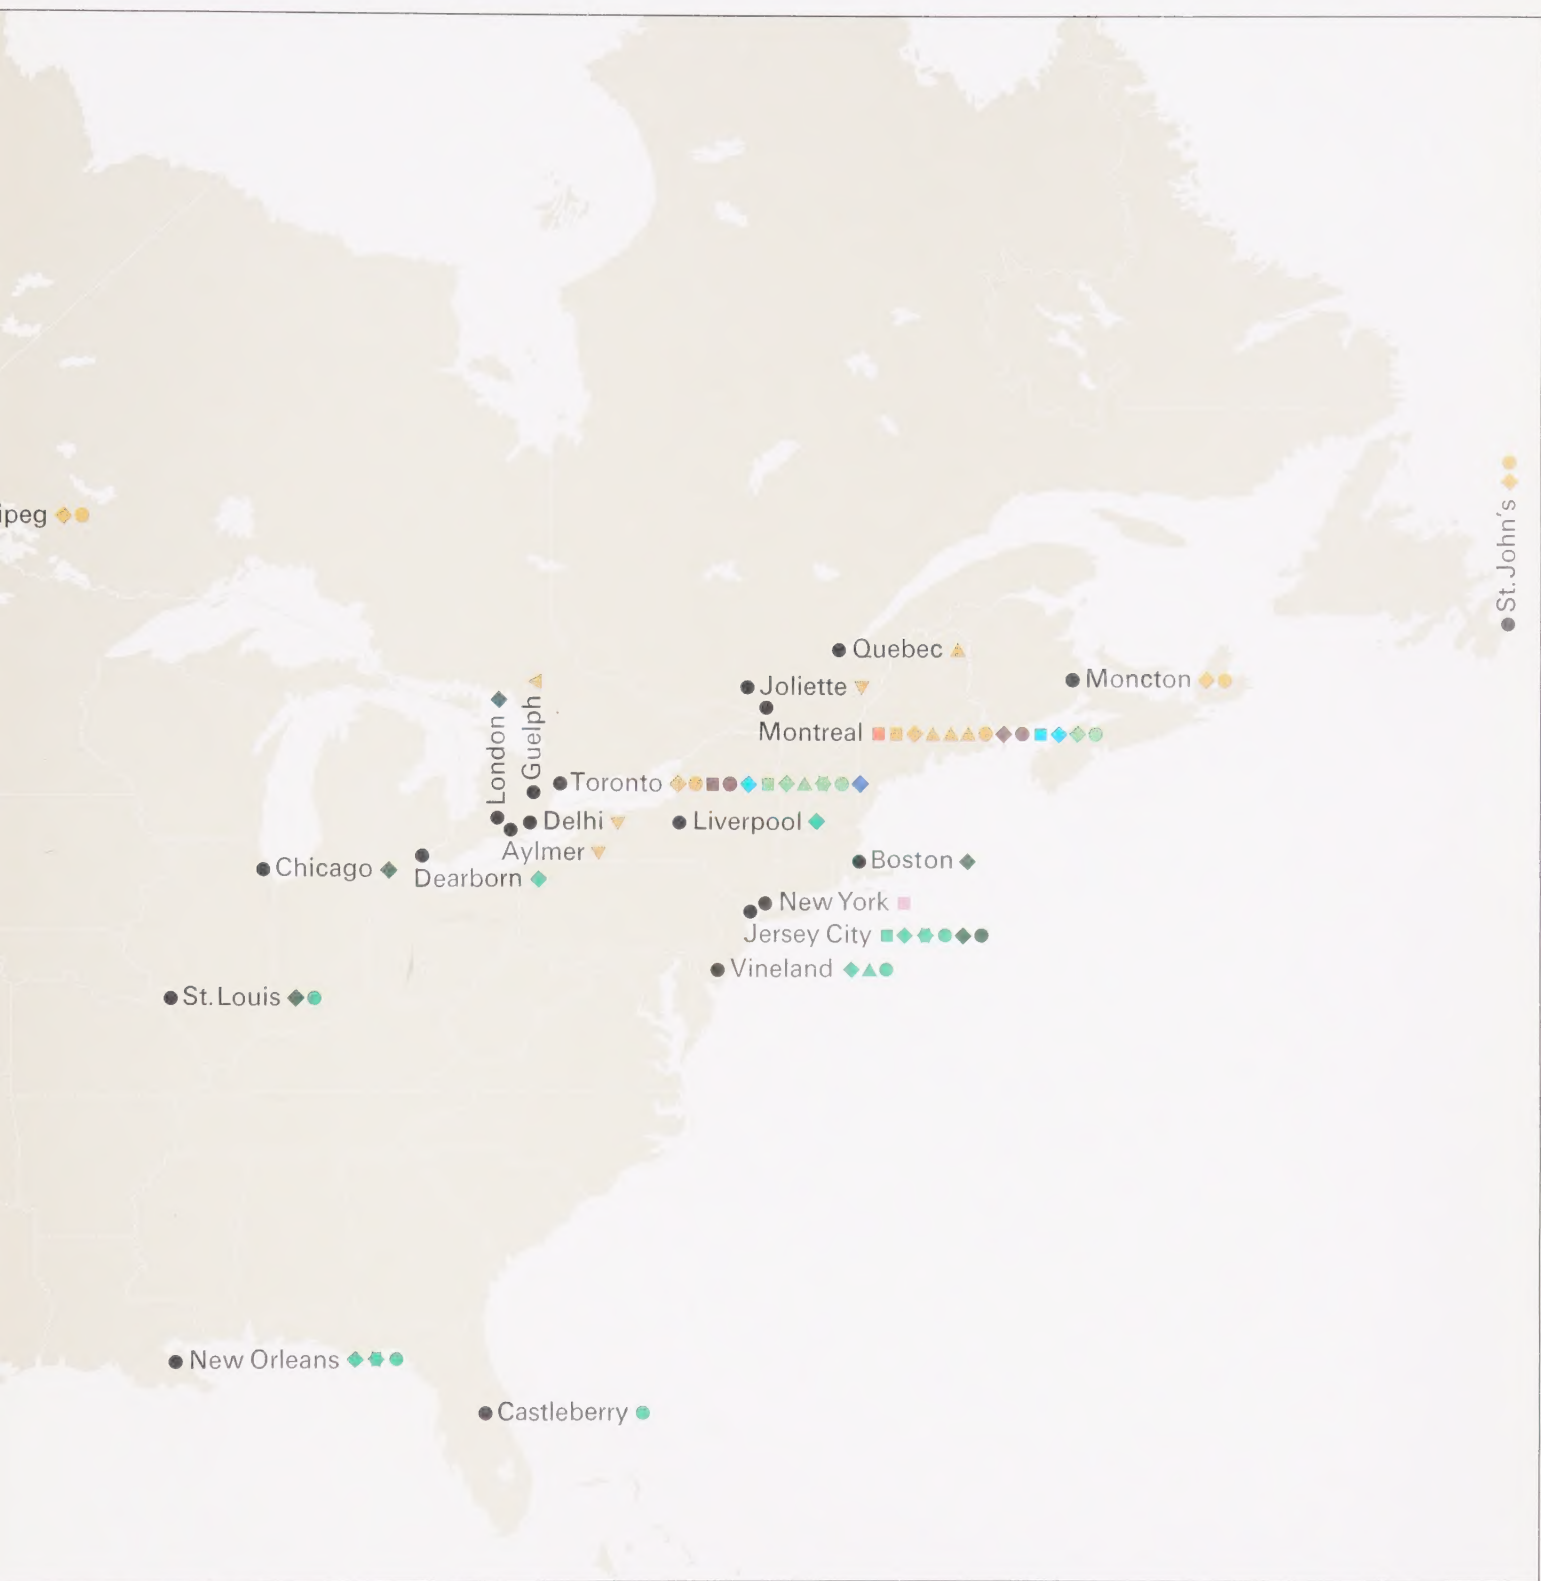 St. John's
ipeg
Quebec
Joliette
Moncton
Montreal
London
Guelph
Toronto
Delhi
Liverpool
Aylmer
Boston
Chicago
Dearborn
New York
Jersey City
Vineland
St. Louis
New Orleans
Castleberry